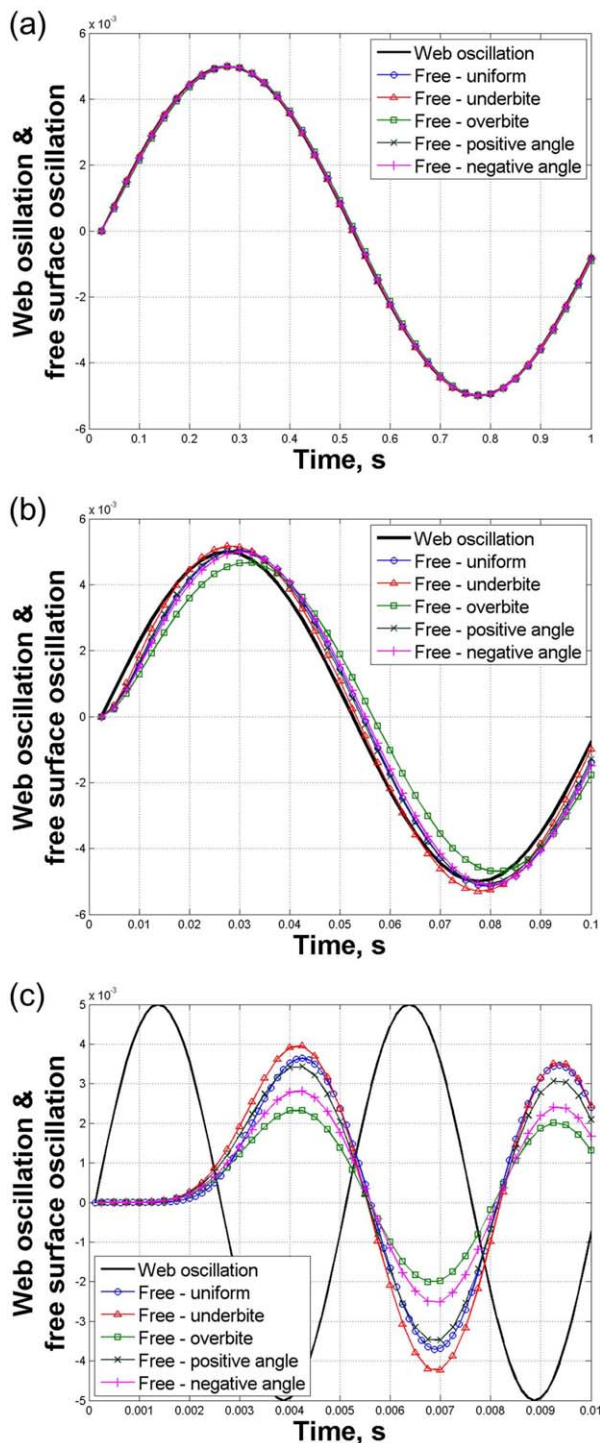 (a)
x 10⁻³
6
4
2
0
-2
-4
-6
Web osillation &
free surface oscillation
Web oscillation
Free - uniform
Free - underbite
Free - overbite
Free - positive angle
Free - negative angle
0 0.1 0.2 0.3 0.4 0.5 0.6 0.7 0.8 0.9 1
Time, s
(b)
x 10⁻³
6
4
2
0
-2
-4
-6
Web oscillation &
free surface oscillation
Web oscillation
Free - uniform
Free - underbite
Free - overbite
Free - positive angle
Free - negative angle
0 0.01 0.02 0.03 0.04 0.05 0.06 0.07 0.08 0.09 0.1
Time, s
(c)
x 10⁻³
5
4
3
2
1
0
-1
-2
-3
-4
-5
Web oscillation &
free surface oscillation
Web oscillation
Free - uniform
Free - underbite
Free - overbite
Free - positive angle
Free - negative angle
0 0.001 0.002 0.003 0.004 0.005 0.006 0.007 0.008 0.009 0.01
Time, s